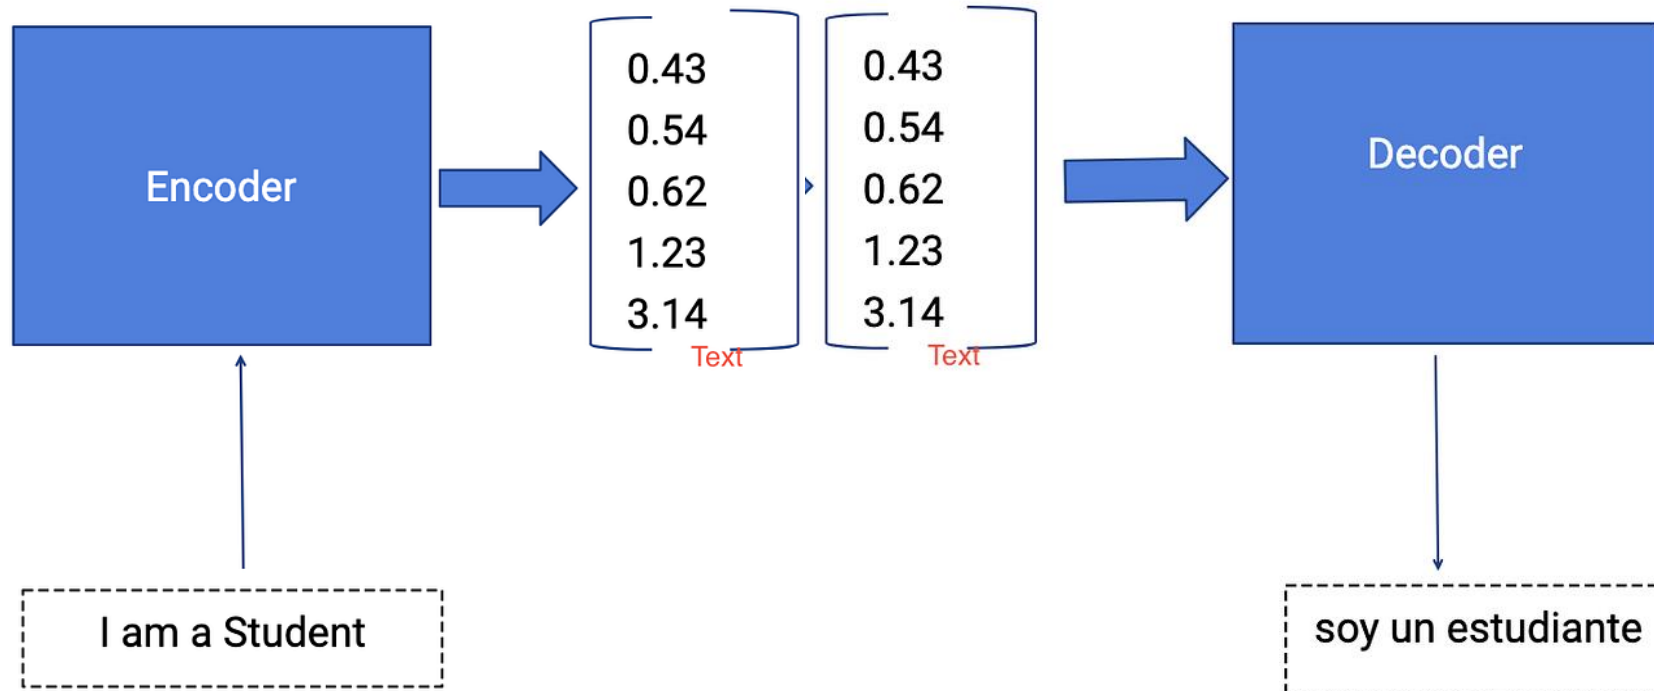 Encoder
0.43
0.54
0.62
1.23
3.14
Text
0.43
0.54
0.62
1.23
3.14
Text
Decoder
I am a Student
soy un estudiante